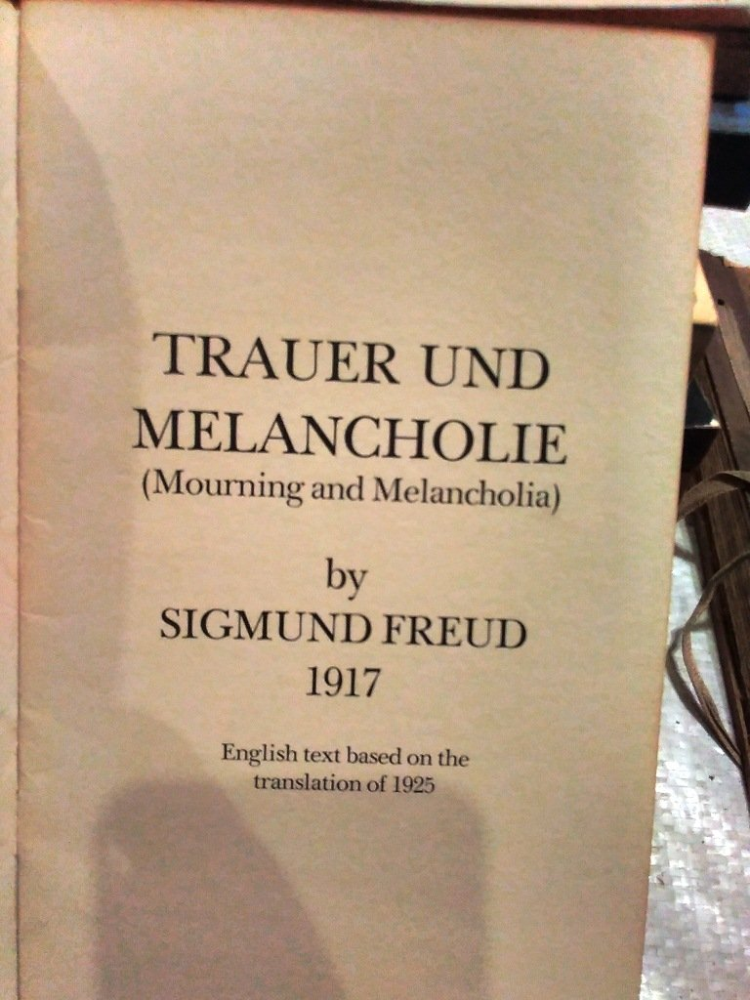 TRAUER UND
MELANCHOLIE
(Mourning and Melancholia)
by
SIGMUND FREUD
1917
English text based on the
translation of 1925